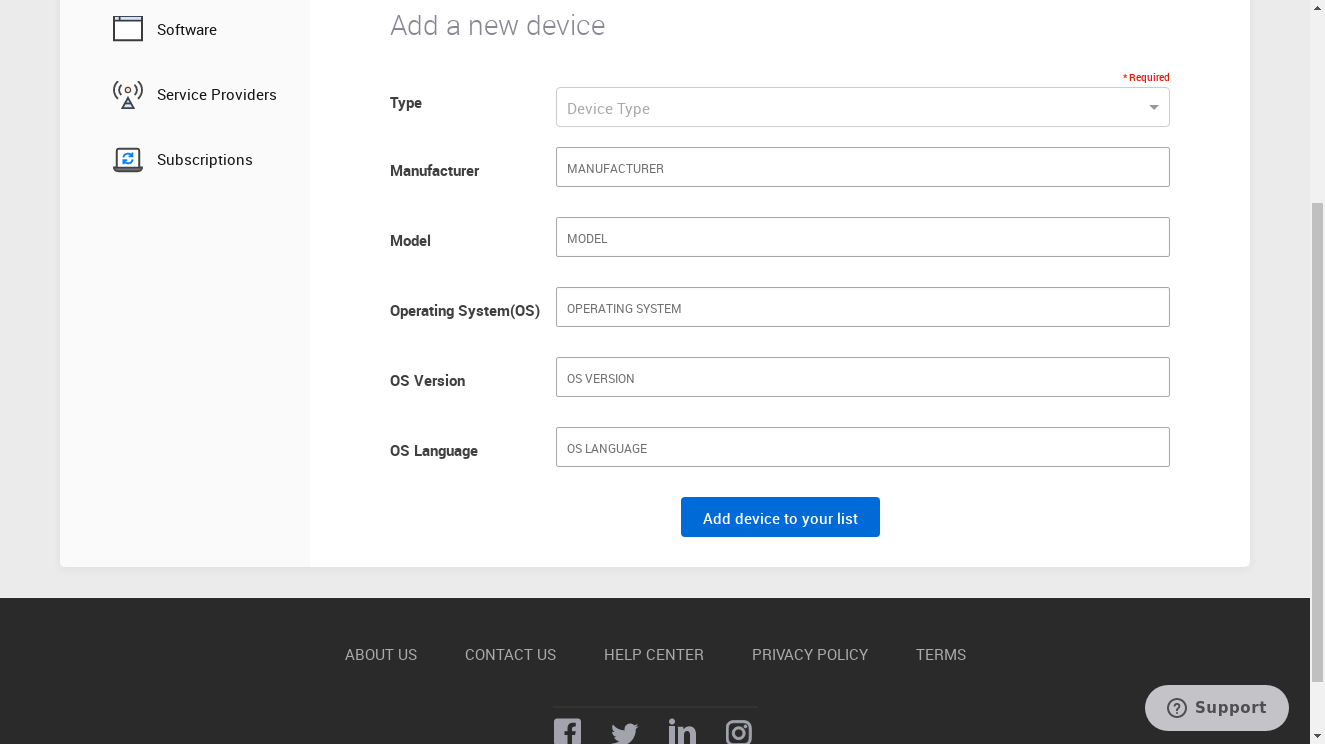 Software
Service Providers
Subscriptions
Add a new device
* Required
Type
Device Type
Manufacturer
MANUFACTURER
Model
MODEL
Operating System(OS)
OPERATING SYSTEM
OS Version
OS VERSION
OS Language
OS LANGUAGE
Add device to your list
ABOUT US
CONTACT US
HELP CENTER
PRIVACY POLICY
TERMS
Support